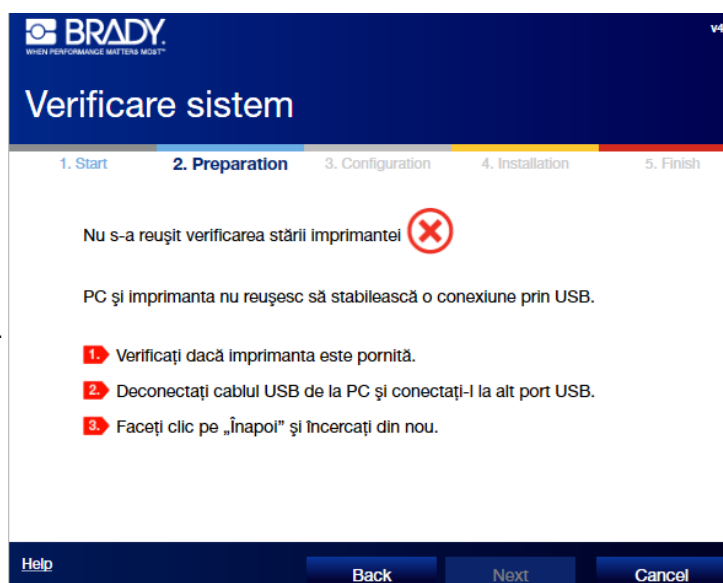 BRADY.
WHEN PERFORMANCE MATTERS MOST™
v4
Verificare sistem
1. Start
2. Preparation
3. Configuration
4. Installation
5. Finish
Nu s-a reuşit verificarea stării imprimantei
PC şi imprimanta nu reuşesc să stabilească o conexiune prin USB.
1. Verificaţi dacă imprimanta este pornită.
2. Deconectaţi cablul USB de la PC şi conectaţi-l la alt port USB.
3. Faceţi clic pe „Înapoi” şi încercaţi din nou.
Help
Back
Next
Cancel